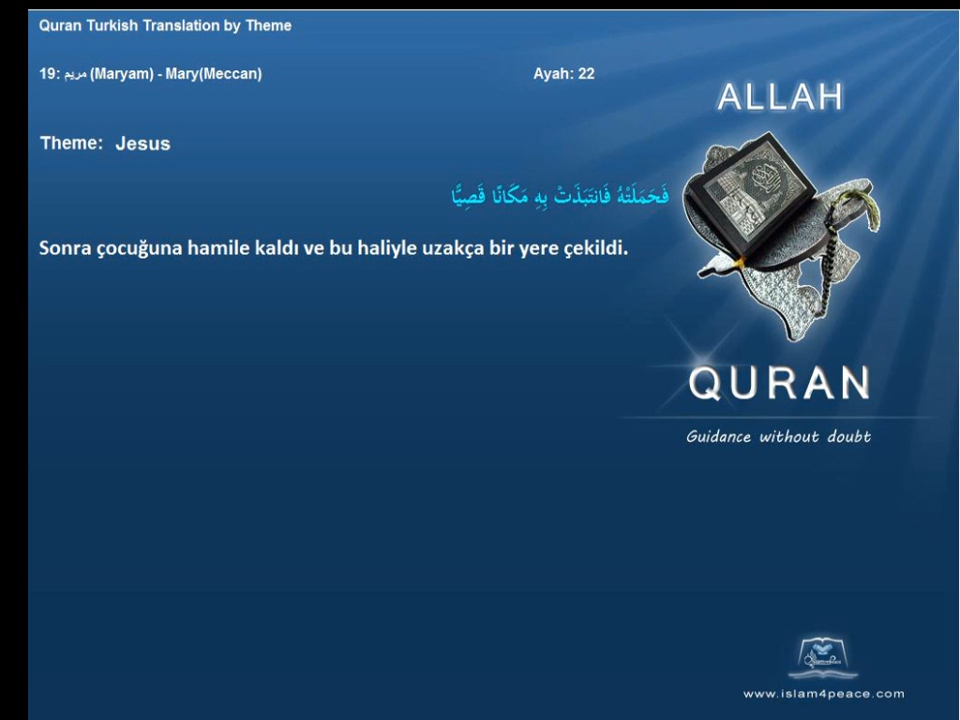 Quran Turkish Translation by Theme
19: مريم (Maryam) - Mary(Meccan)
Ayah: 22
Theme: Jesus
فَحَمَلَتْهُ فَانتَبَذَتْ بِهِ مَكَانًا قَصِيًّا
Sonra çocuğuna hamile kaldı ve bu haliyle uzakça bir yere çekildi.
ALLAH
QURAN
Guidance without doubt
www.islam4peace.com